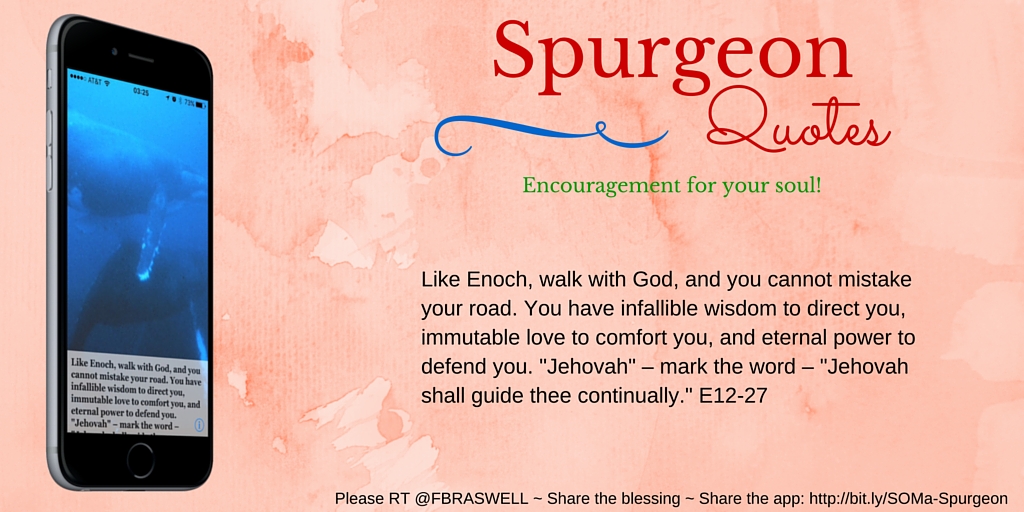 AT&T
03:25
73%
Like Enoch, walk with God, and you
cannot mistake your road. You have
infallible wisdom to direct you,
immutable love to comfort you, and
eternal power to defend you.
"Jehovah" – mark the word –
Spurgeon
Quotes
Encouragement for your soul!
Like Enoch, walk with God, and you cannot mistake
your road. You have infallible wisdom to direct you,
immutable love to comfort you, and eternal power to
defend you. "Jehovah" – mark the word – "Jehovah
shall guide thee continually." E12-27
Please RT @FBRASWELL ~ Share the blessing ~ Share the app: http://bit.ly/SOMa-Spurgeon